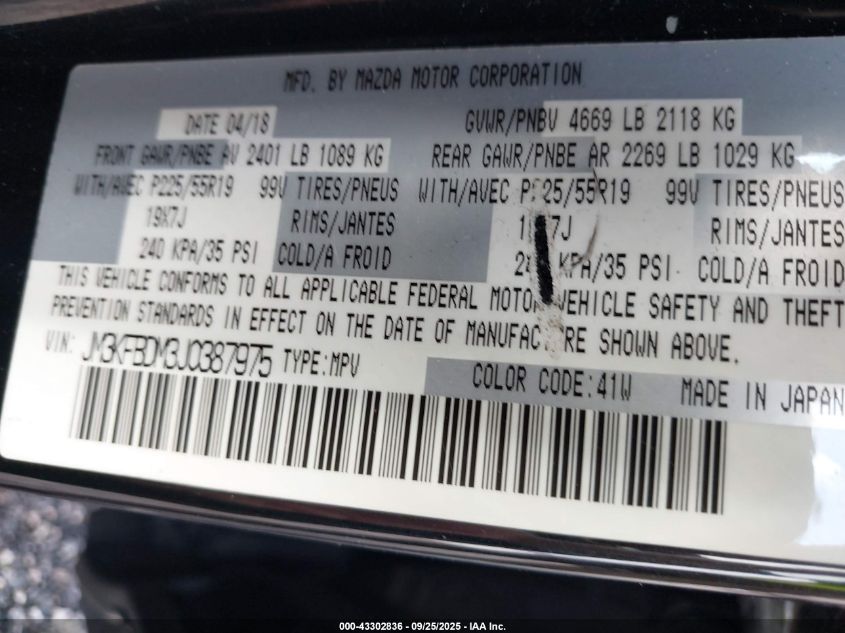 MFD. BY MAZDA MOTOR CORPORATION
DATE 04/18 GVWR/PNBV 4669 LB 2118 KG
FRONT GAWR/PNBE AV 2401 LB 1089 KG REAR GAWR/PNBE AR 2269 LB 1029 KG
WITH/AVEC P225/55R19 99V TIRES/PNEUS WITH/AVEC P225/55R19 99V TIRES/PNEUS
19X7J RIMS/JANTES 19X7J RIMS/JANTES
240 KPA/35 PSI COLD/A FROID 240 KPA/35 PSI COLD/A FROID
THIS VEHICLE CONFORMS TO ALL APPLICABLE FEDERAL MOTOR VEHICLE SAFETY AND THEFT
PREVENTION STANDARDS IN EFFECT ON THE DATE OF MANUFACTURE SHOWN ABOVE.
VIN: JM3KFBDM3J0387975 TYPE:MPV
COLOR CODE:41W MADE IN JAPAN
000-43302836 - 09/25/2025 - IAA Inc.